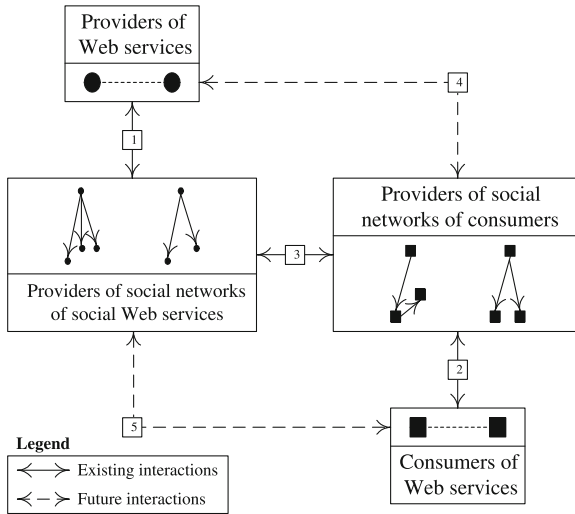 Providers of
Web services
4
1
Providers of social
networks of consumers
3
Providers of social networks
of social Web services
2
5
Consumers of
Web services
Legend
Existing interactions
Future interactions